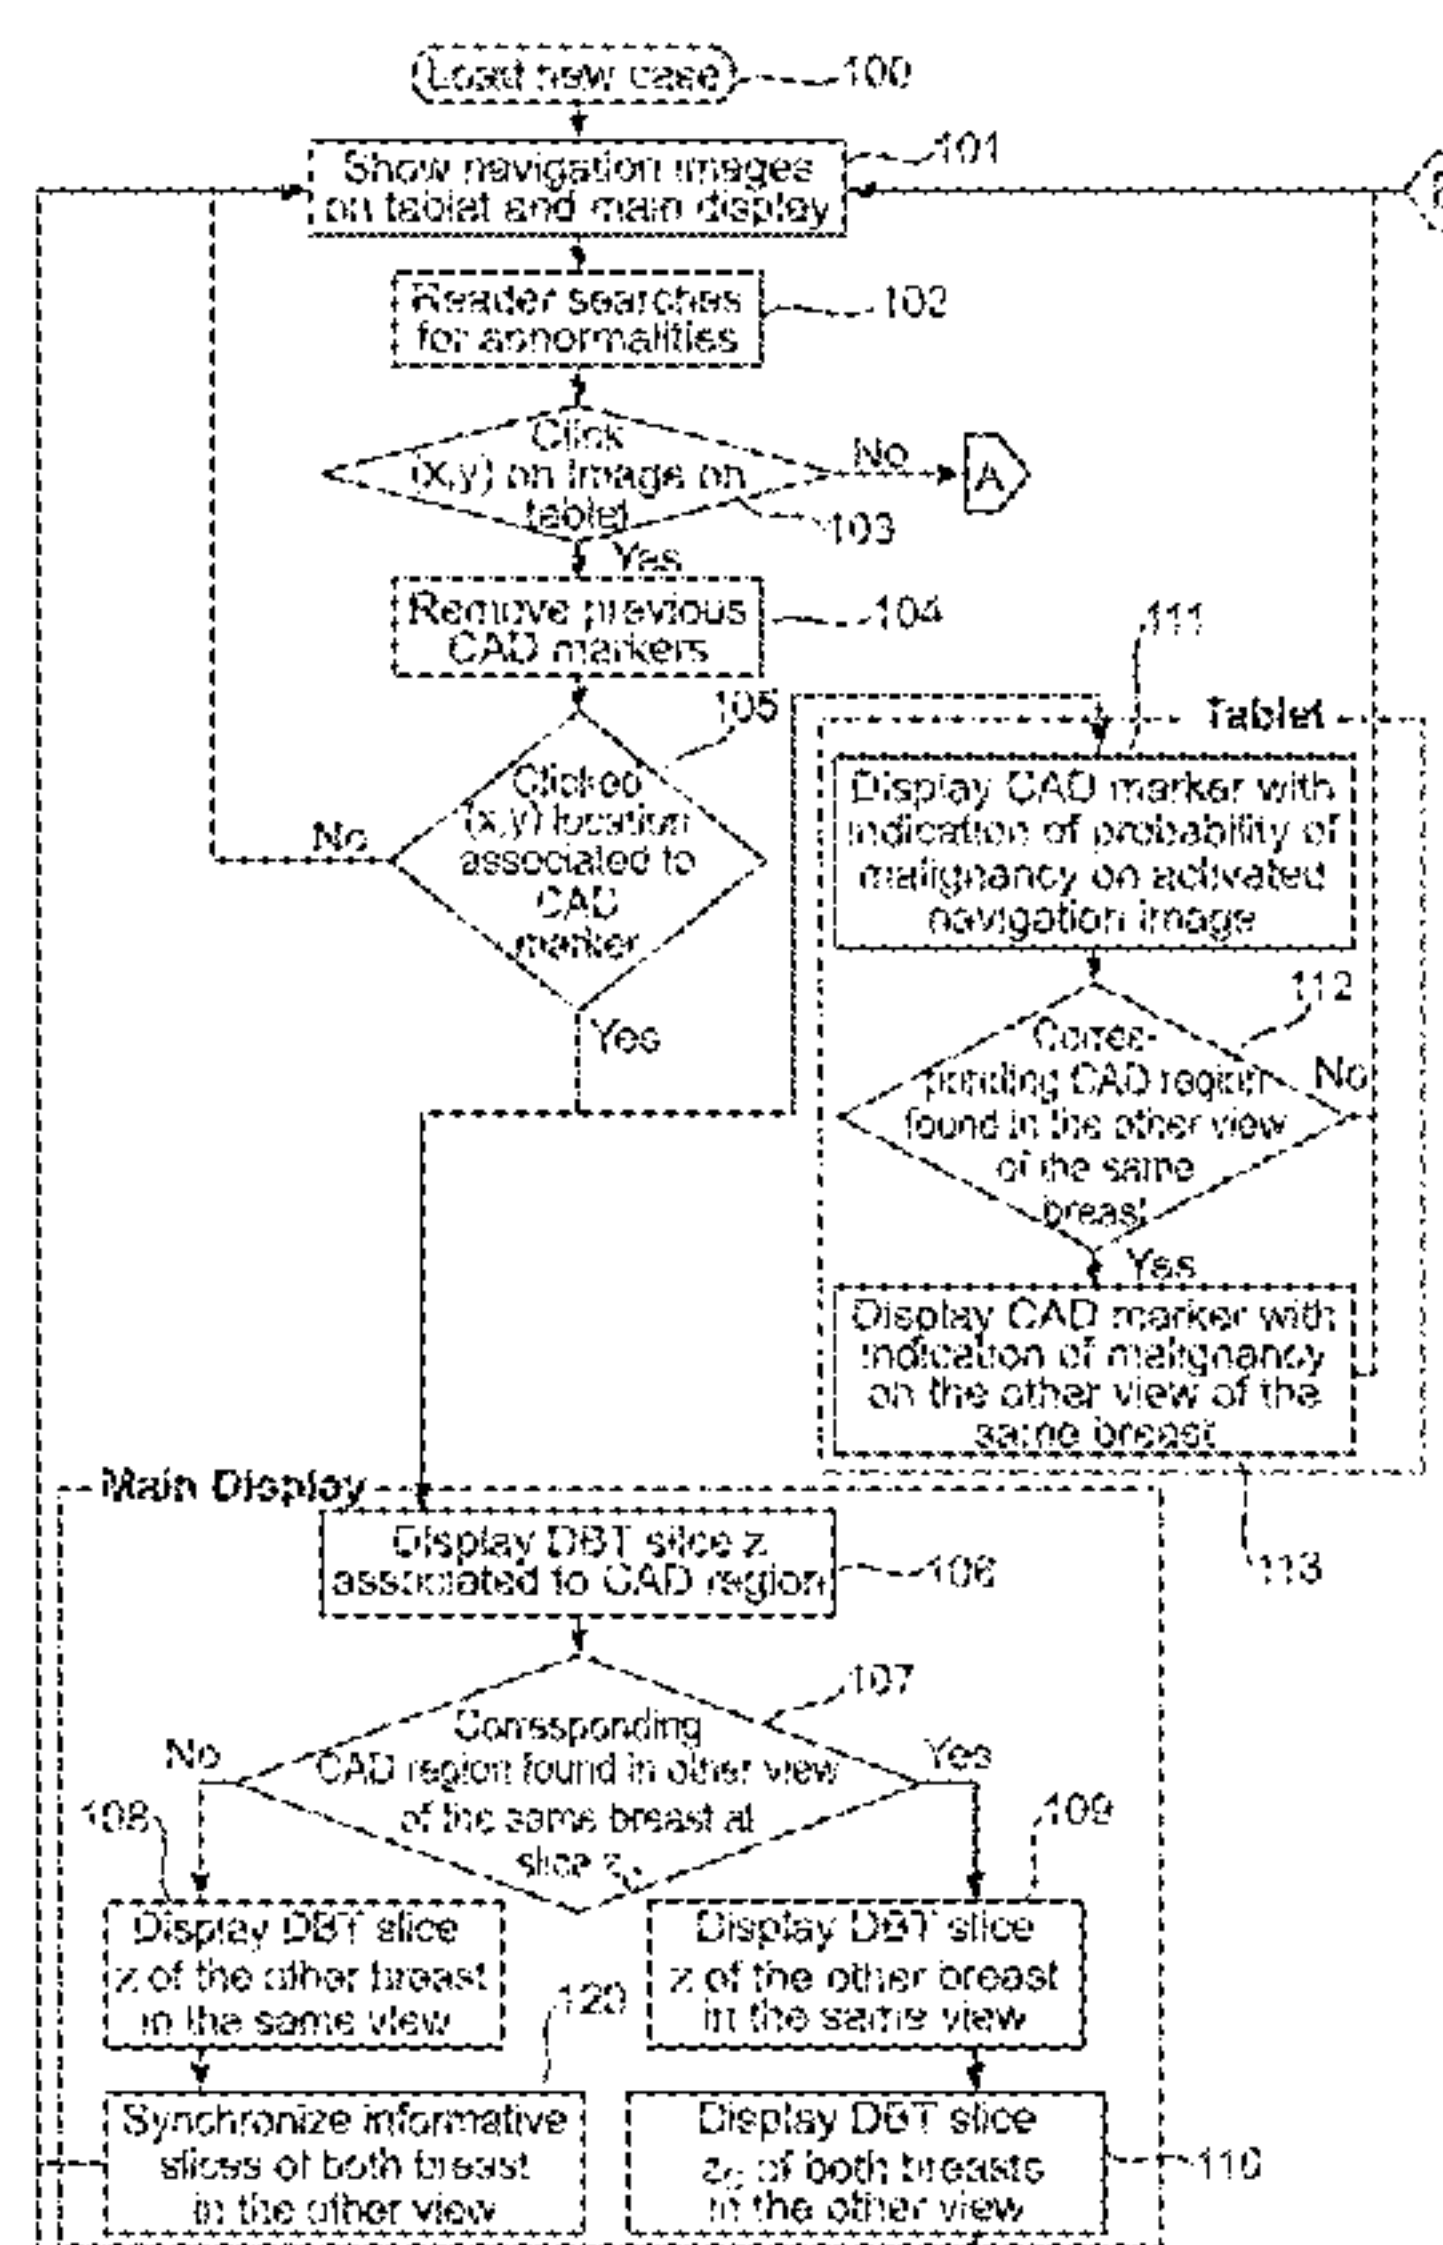 Load new case
100
Show navigation images
on tablet and main display
101
Reader searches
for abnormalities
102
Click
(x,y) on image on
tablet
103
No
A
Yes
Remove previous
CAD markers
104
105
Clicked
(x,y) location
associated to
CAD
marker
No
Yes
111
Tablet
Display CAD marker with
indication of probability of
malignancy on activated
navigation image
112
Corres-
ponding CAD region
found in the other view
of the same
breast
No
Yes
Display CAD marker with
indication of malignancy
on the other view of the
same breast
113
Main Display
Display DBT slice z
associated to CAD region
106
107
Corresponding
CAD region found in other view
of the same breast at
slice
No
Yes
108
109
Display DBT slice
z of the other breast
in the same view
Display DBT slice
z of the other breast
in the same view
120
Synchronize informative
slices of both breast
in the other view
Display DBT slice
of both breasts
in the other view
110